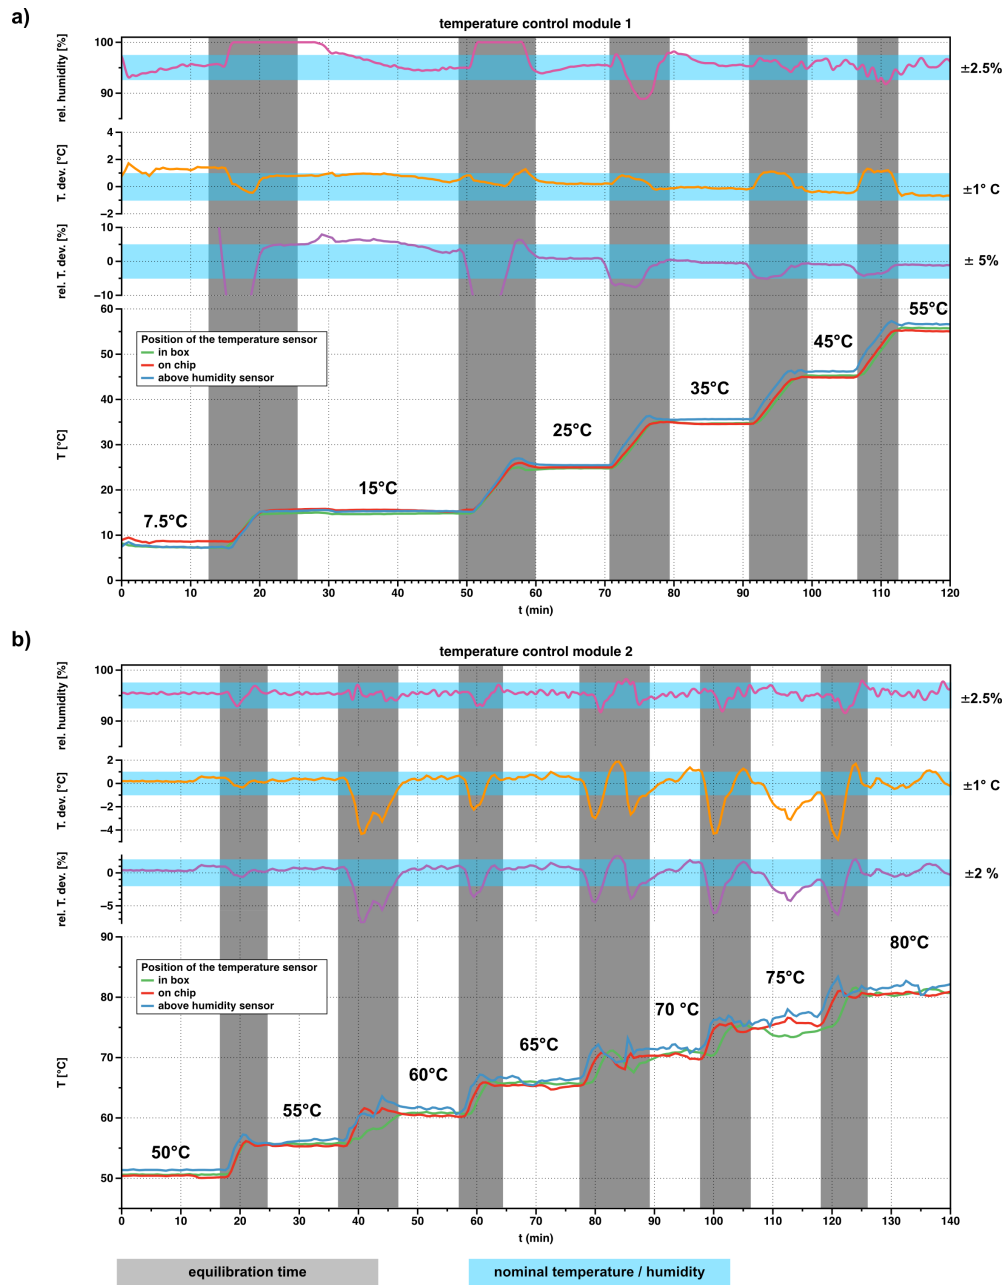 a)
temperature control module 1
rel. humidity [%]
100
90
±2.5%
T. dev. [°C]
4
2
0
−2
±1° C
rel. T. dev. [%]
10
0
−10
± 5%
T [°C]
60
50
40
30
20
10
0
Position of the temperature sensor
in box
on chip
above humidity sensor
7.5°C
15°C
25°C
35°C
45°C
55°C
0 10 20 30 40 50 60 70 80 90 100 110 120
t (min)
b)
temperature control module 2
rel. humidity [%]
100
90
±2.5%
T. dev. [°C]
2
0
−2
−4
±1° C
rel. T. dev. [%]
0
−5
±2 %
T [°C]
90
80
70
60
50
Position of the temperature sensor
in box
on chip
above humidity sensor
50°C
55°C
60°C
65°C
70 °C
75°C
80°C
0 10 20 30 40 50 60 70 80 90 100 110 120 130 140
t (min)
equilibration time
nominal temperature / humidity